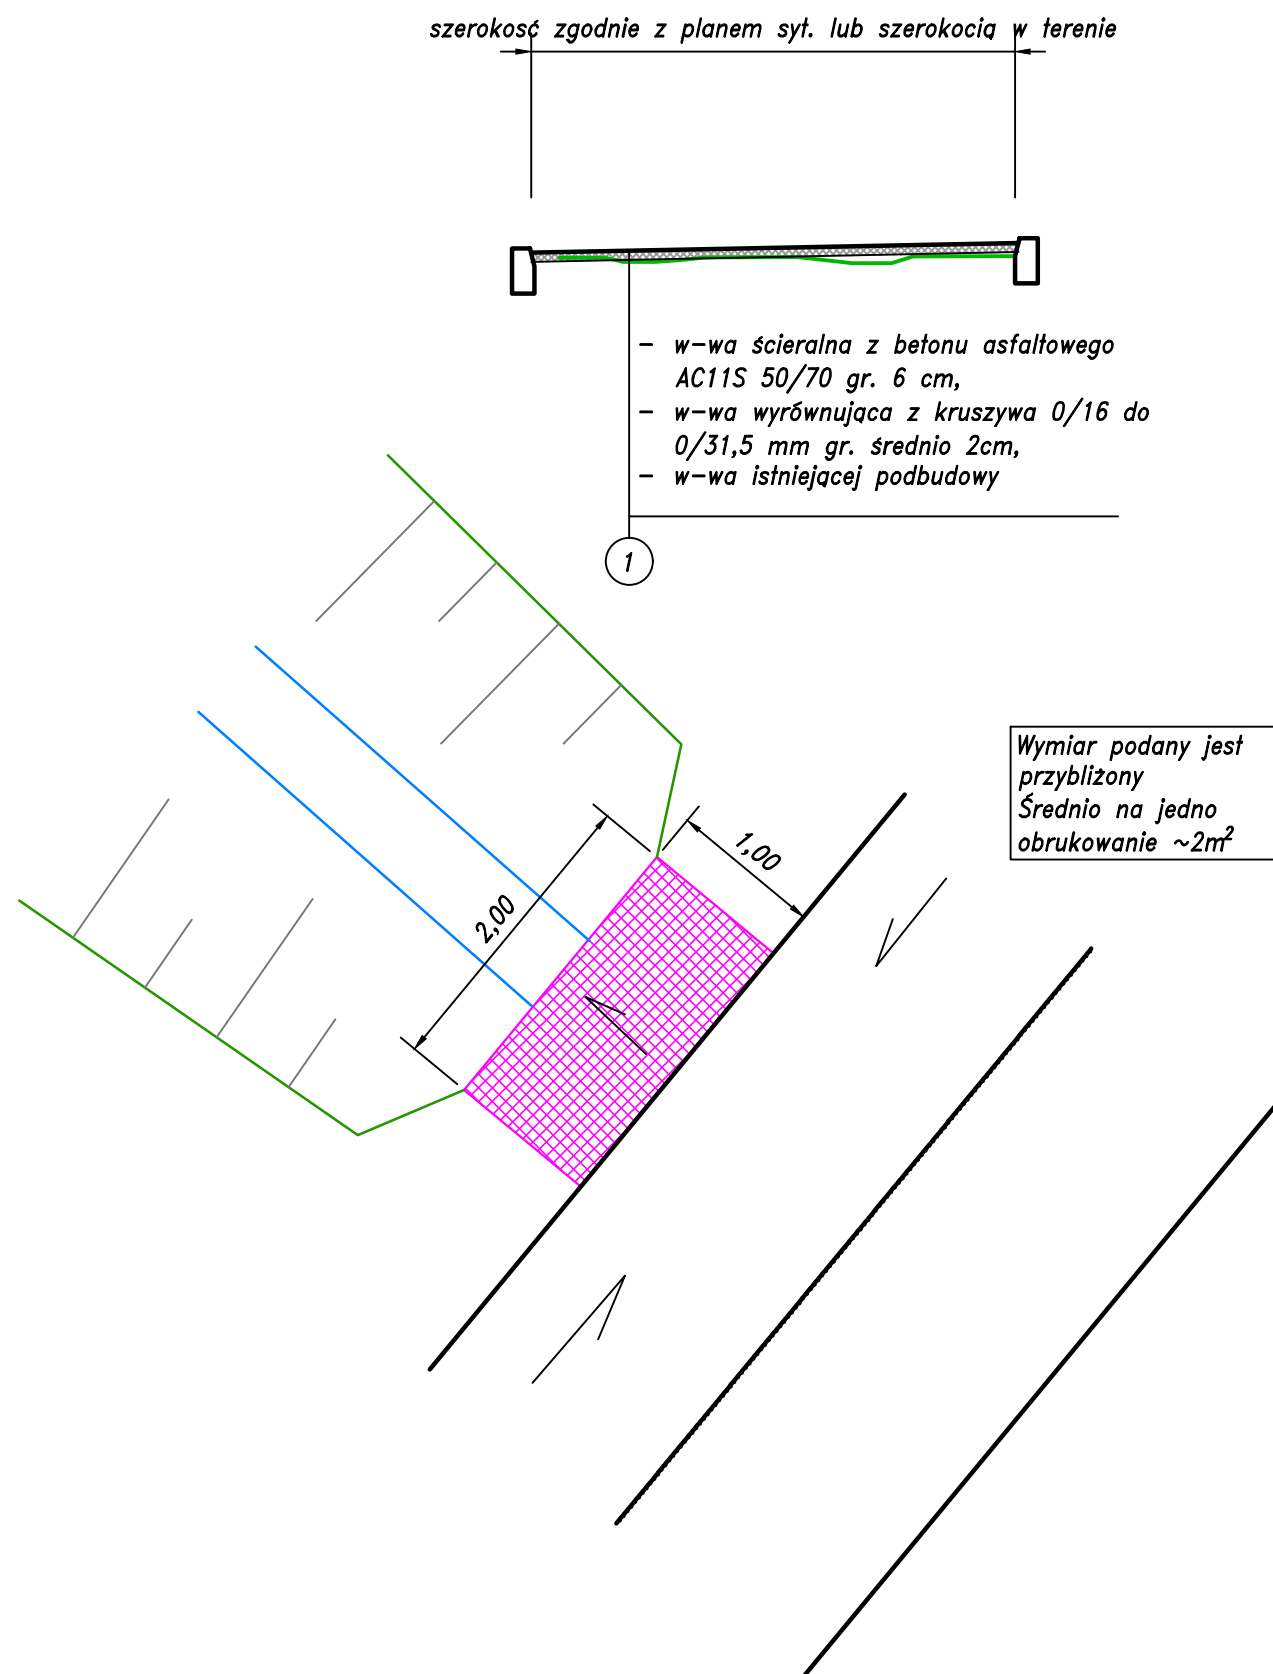 szerokość zgodnie z planem syt. lub szerokocią w terenie
- w-wa ścieralna z betonu asfaltowego
AC11S 50/70 gr. 6 cm,
- w-wa wyrównująca z kruszywa 0/16 do
0/31,5 mm gr. średnio 2cm,
- w-wa istniejącej podbudowy
1
Wymiar podany jest
przybliżony
Średnio na jedno
obrukowanie ~2m²
1,00
2,00